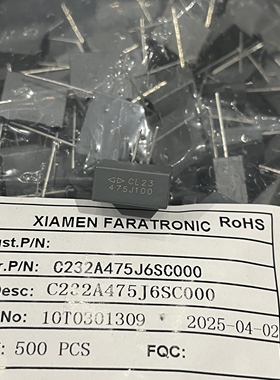 CL23
475J100
XIAMEN FARATRONIC RoHS
ust.P/N:
r.P/N: C232A475J6SC000
Desc: C232A475J6SC000
No: 10T0301309 * 2025-04-02
: 500 PCS FQC: